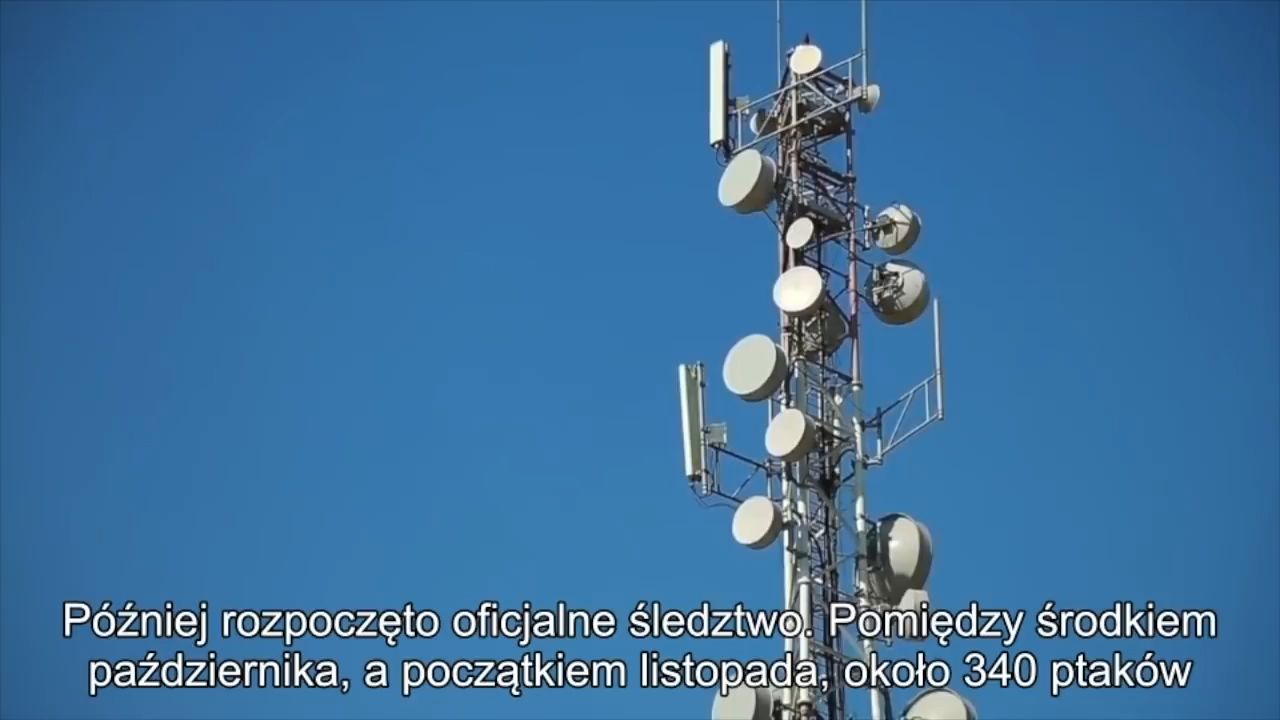 Później rozpoczęto oficjalne śledztwo. Pomiędzy środkiem
października, a początkiem listopada, około 340 ptaków